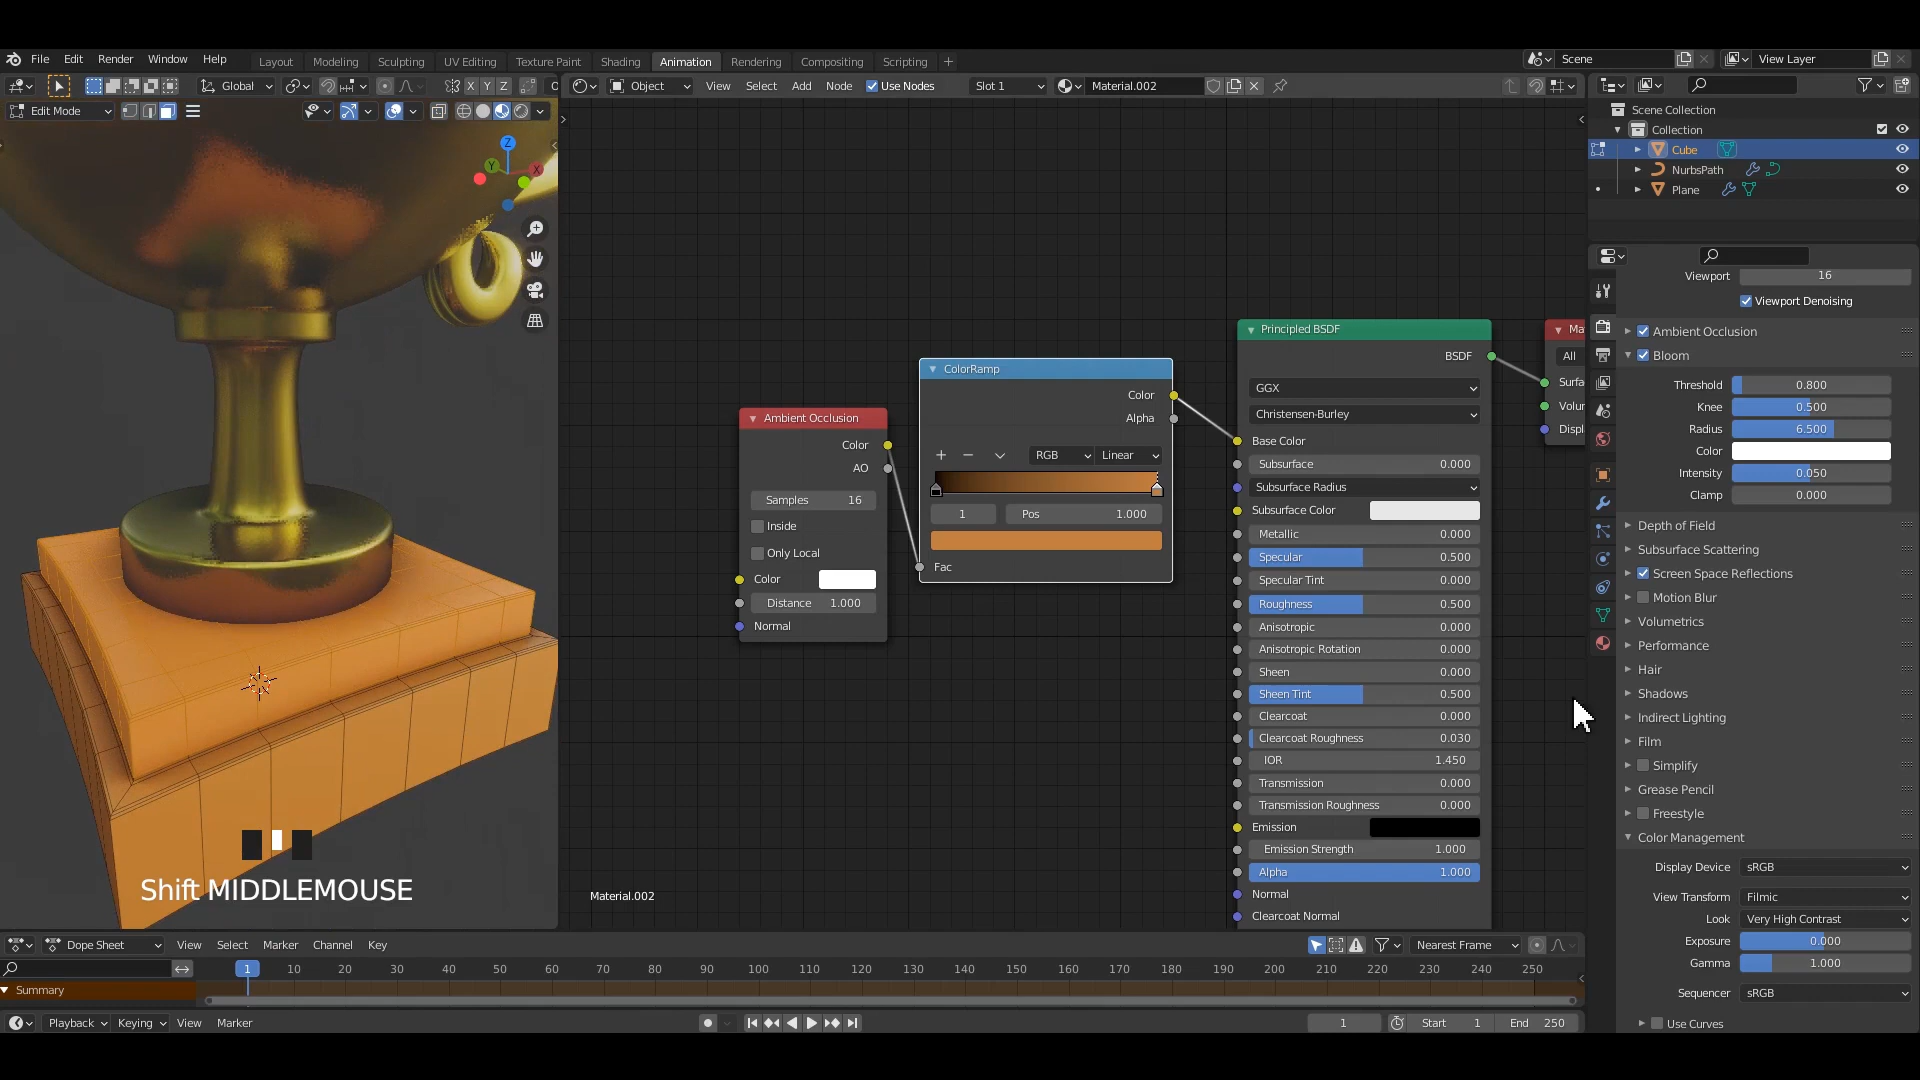 File Edit Render Window Help Layout Modeling Sculpting UV Editing Texture Paint Shading Animation Rendering Compositing Scripting + Scene View Layer
Global X Y Z Object View Select Add Node Use Nodes Slot 1 Material.002
Edit Mode
Scene Collection
Collection
Cube
NurbsPath
Plane
Z
Y
X
Viewport 16
Viewport Denoising
Ambient Occlusion
Bloom
Threshold 0.800
Knee 0.500
Radius 6.500
Color
Intensity 0.050
Clamp 0.000
Depth of Field
Subsurface Scattering
Screen Space Reflections
Motion Blur
Volumetrics
Performance
Hair
Shadows
Indirect Lighting
Film
Simplify
Grease Pencil
Freestyle
Color Management
Display Device sRGB
View Transform Filmic
Look Very High Contrast
Exposure 0.000
Gamma 1.000
Sequencer sRGB
Use Curves
Ambient Occlusion
Color
AO
Samples 16
Inside
Only Local
Color
Distance 1.000
Normal
ColorRamp
Color
Alpha
+ − RGB Linear
1 Pos 1.000
Fac
Principled BSDF
BSDF
GGX
Christensen-Burley
Base Color
Subsurface 0.000
Subsurface Radius
Subsurface Color
Metallic 0.000
Specular 0.500
Specular Tint 0.000
Roughness 0.500
Anisotropic 0.000
Anisotropic Rotation 0.000
Sheen 0.000
Sheen Tint 0.500
Clearcoat 0.000
Clearcoat Roughness 0.030
IOR 1.450
Transmission 0.000
Transmission Roughness 0.000
Emission
Emission Strength 1.000
Alpha 1.000
Normal
Clearcoat Normal
Ma
All
Surfa
Volur
Displ
Shift MIDDLEMOUSE
Material.002
Dope Sheet View Select Marker Channel Key Nearest Frame
1 10 20 30 40 50 60 70 80 90 100 110 120 130 140 150 160 170 180 190 200 210 220 230 240 250
Summary
Playback Keying View Marker 1 Start 1 End 250